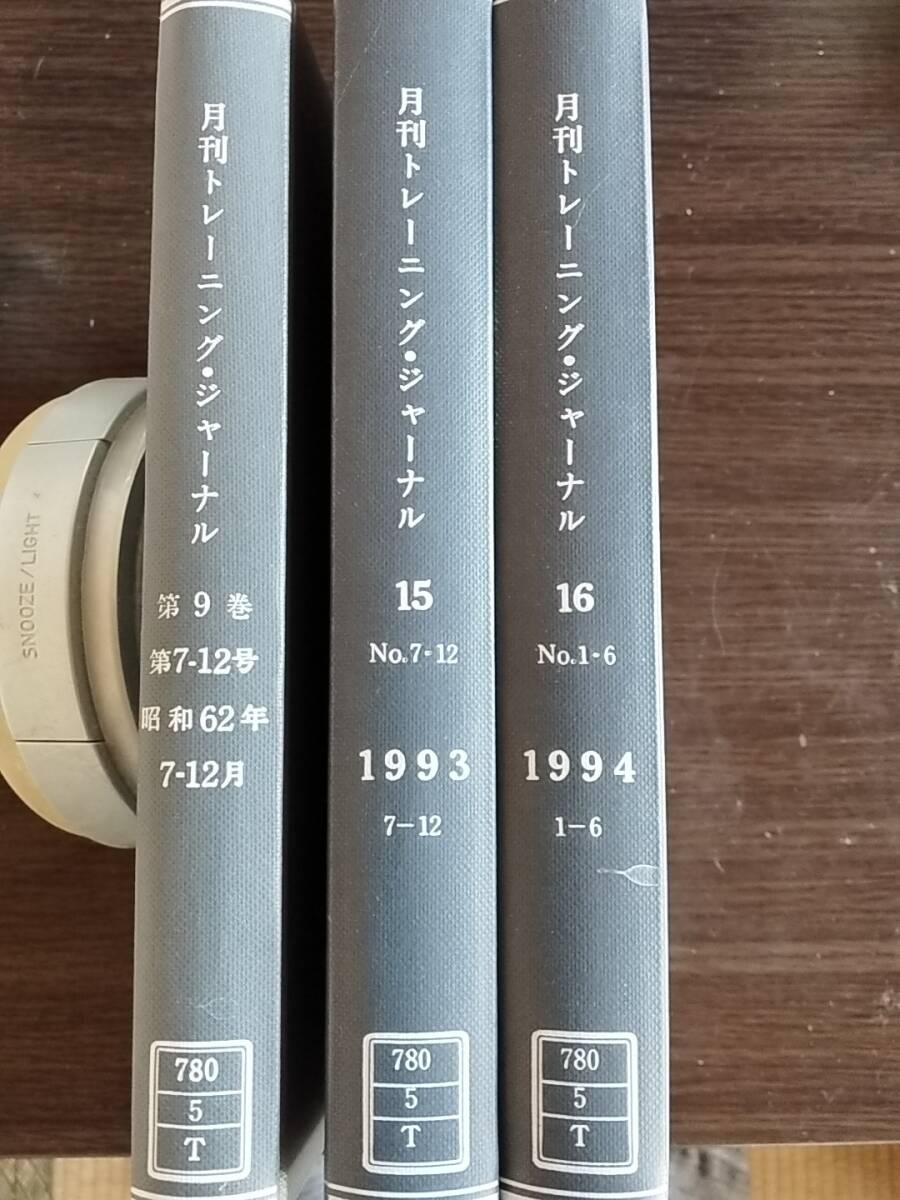 SNOOZE/LIGHT
月刊トレーニング・ジャーナル
第9巻
第7-12号
昭和62年
7-12月
780
5
T
月刊トレーニング・ジャーナル
15
No.7-12
1993
7-12
780
5
T
月刊トレーニング・ジャーナル
16
No.1-6
1994
1-6
780
5
T